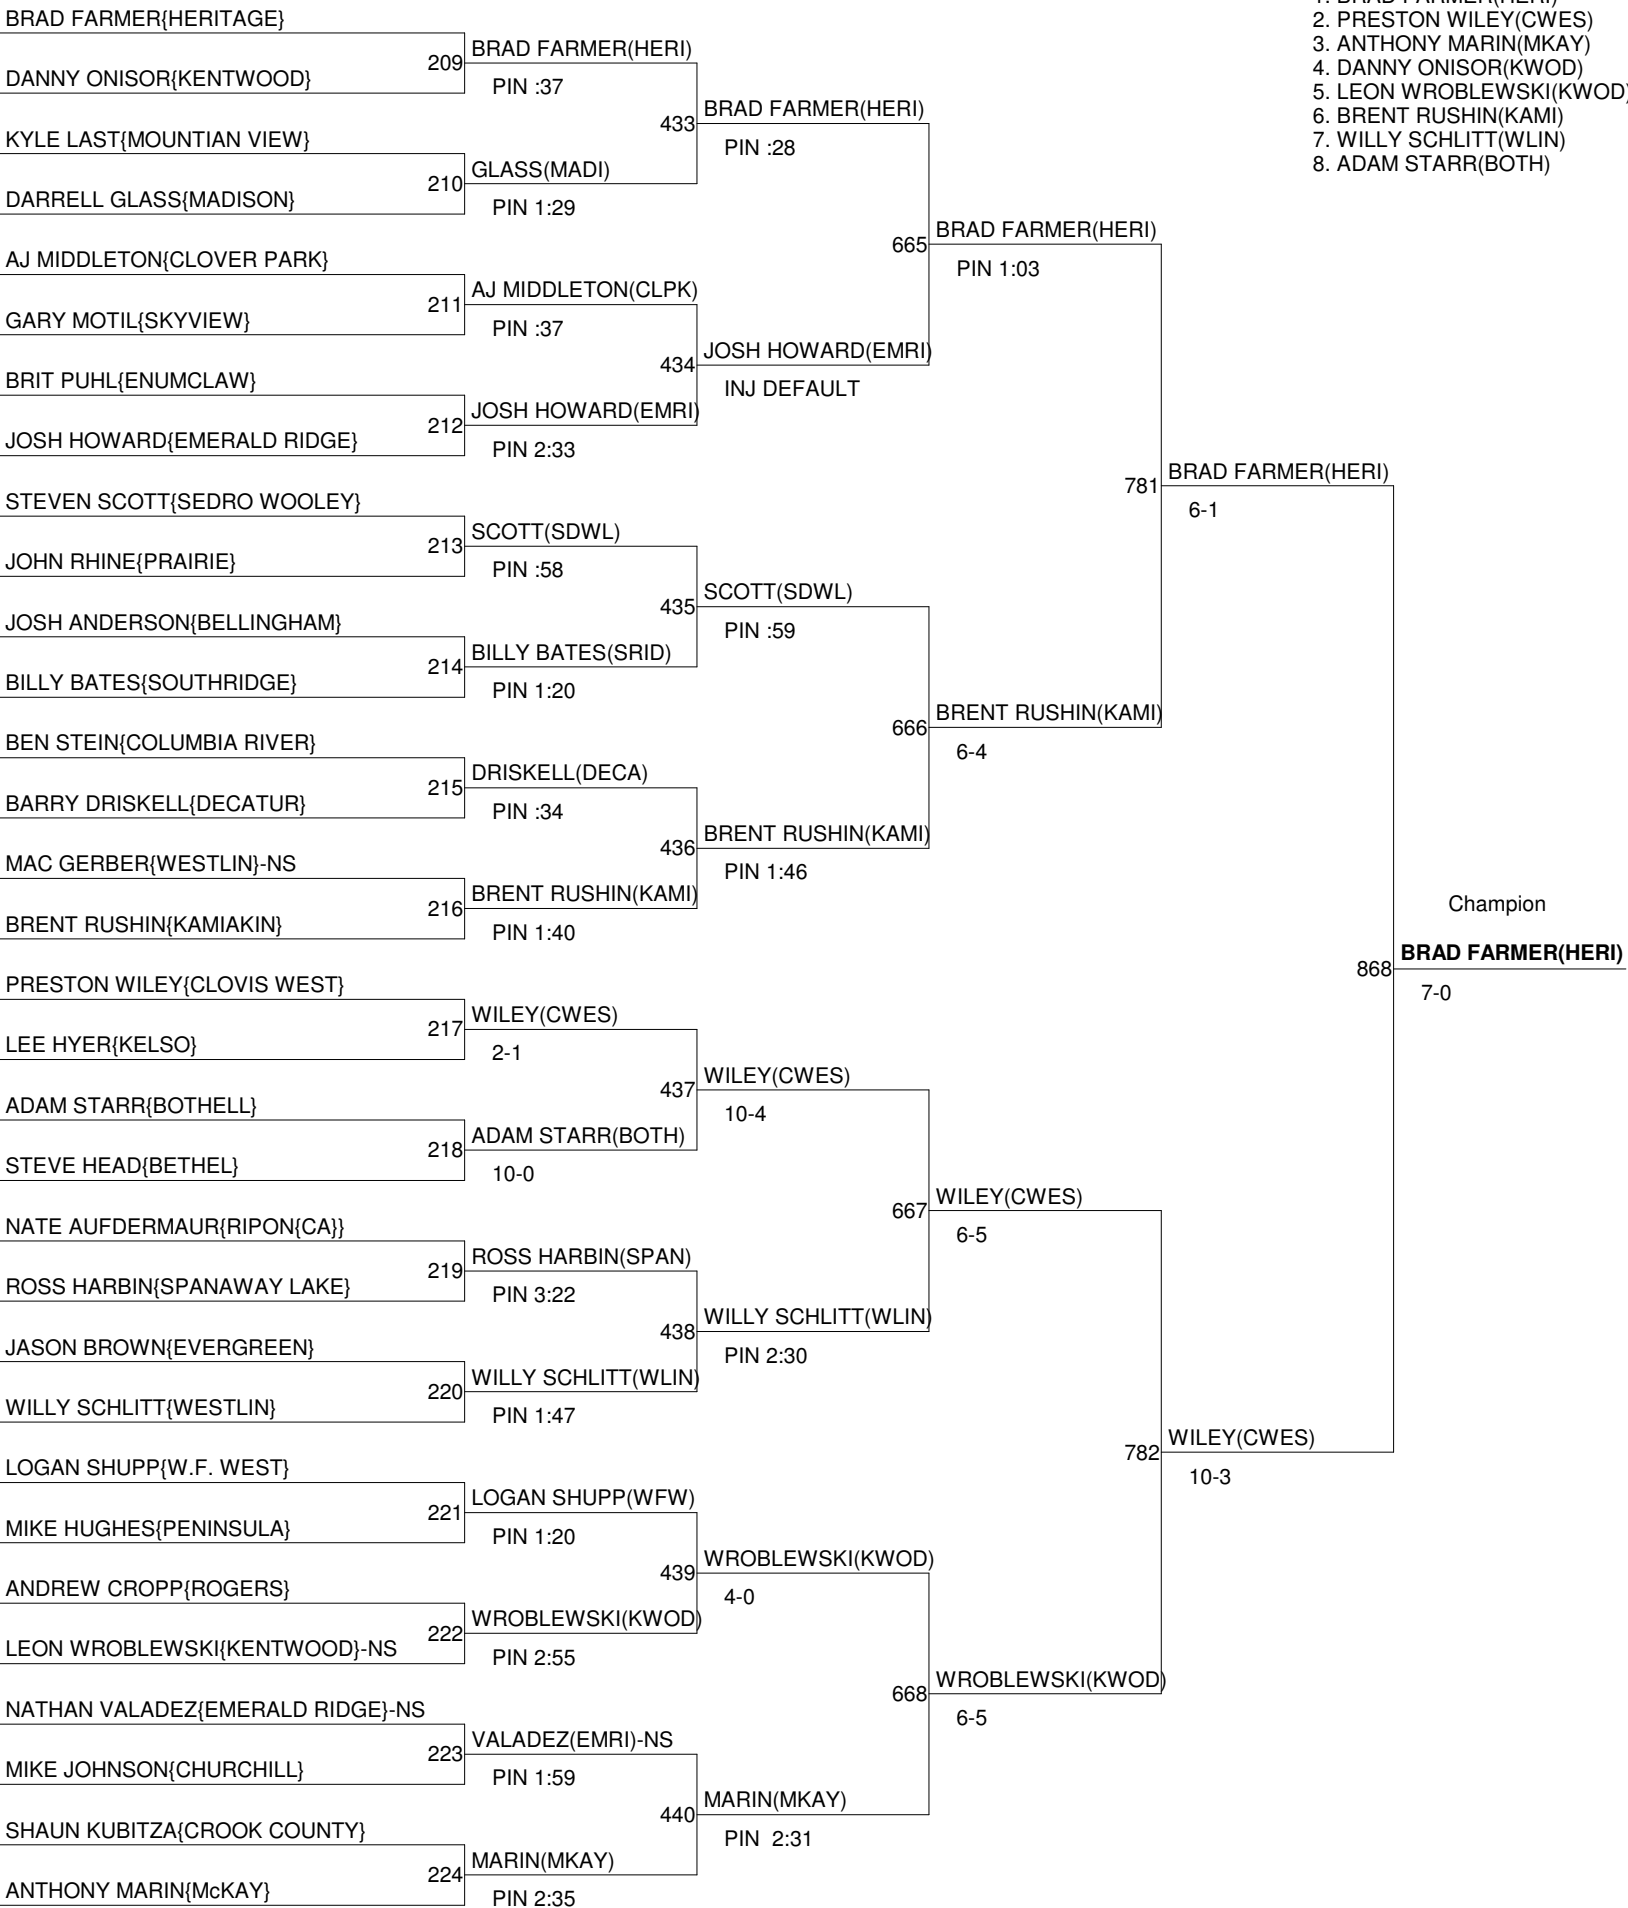 1. BRAD FARMER(HERI)
BRAD FARMER{HERITAGE}
2. PRESTON WILEY(CWES)
3. ANTHONY MARIN(MKAY)
4. DANNY ONISOR(KWOD)
5. LEON WROBLEWSKI(KWOD)
6. BRENT RUSHIN(KAMI)
7. WILLY SCHLITT(WLIN)
8. ADAM STARR(BOTH)
209 BRAD FARMER(HERI)
DANNY ONISOR{KENTWOOD}
PIN :37
433 BRAD FARMER(HERI)
KYLE LAST{MOUNTIAN VIEW}
PIN :28
210 GLASS(MADI)
DARRELL GLASS{MADISON}
PIN 1:29
665 BRAD FARMER(HERI)
AJ MIDDLETON{CLOVER PARK}
PIN 1:03
211 AJ MIDDLETON(CLPK)
GARY MOTIL{SKYVIEW}
PIN :37
434 JOSH HOWARD(EMRI)
BRIT PUHL{ENUMCLAW}
INJ DEFAULT
212 JOSH HOWARD(EMRI)
JOSH HOWARD{EMERALD RIDGE}
PIN 2:33
781 BRAD FARMER(HERI)
STEVEN SCOTT{SEDRO WOOLEY}
6-1
213 SCOTT(SDWL)
JOHN RHINE{PRAIRIE}
PIN :58
435 SCOTT(SDWL)
JOSH ANDERSON{BELLINGHAM}
PIN :59
214 BILLY BATES(SRID)
BILLY BATES{SOUTHRIDGE}
PIN 1:20
666 BRENT RUSHIN(KAMI)
BEN STEIN{COLUMBIA RIVER}
6-4
215 DRISKELL(DECA)
BARRY DRISKELL{DECATUR}
PIN :34
436 BRENT RUSHIN(KAMI)
MAC GERBER{WESTLIN}-NS
PIN 1:46
216 BRENT RUSHIN(KAMI)
BRENT RUSHIN{KAMIAKIN}
PIN 1:40
Champion
868 BRAD FARMER(HERI)
7-0
PRESTON WILEY{CLOVIS WEST}
217 WILEY(CWES)
LEE HYER{KELSO}
2-1
437 WILEY(CWES)
ADAM STARR{BOTHELL}
10-4
218 ADAM STARR(BOTH)
STEVE HEAD{BETHEL}
10-0
667 WILEY(CWES)
NATE AUFDERMAUR{RIPON{CA}}
6-5
219 ROSS HARBIN(SPAN)
ROSS HARBIN{SPANAWAY LAKE}
PIN 3:22
438 WILLY SCHLITT(WLIN)
JASON BROWN{EVERGREEN}
PIN 2:30
220 WILLY SCHLITT(WLIN)
WILLY SCHLITT{WESTLIN}
PIN 1:47
782 WILEY(CWES)
LOGAN SHUPP{W.F. WEST}
10-3
221 LOGAN SHUPP(WFW)
MIKE HUGHES{PENINSULA}
PIN 1:20
439 WROBLEWSKI(KWOD)
ANDREW CROPP{ROGERS}
4-0
222 WROBLEWSKI(KWOD)
LEON WROBLEWSKI{KENTWOOD}-NS
PIN 2:55
668 WROBLEWSKI(KWOD)
NATHAN VALADEZ{EMERALD RIDGE}-NS
6-5
223 VALADEZ(EMRI)-NS
MIKE JOHNSON{CHURCHILL}
PIN 1:59
440 MARIN(MKAY)
SHAUN KUBITZA{CROOK COUNTY}
PIN 2:31
224 MARIN(MKAY)
ANTHONY MARIN{McKAY}
PIN 2:35